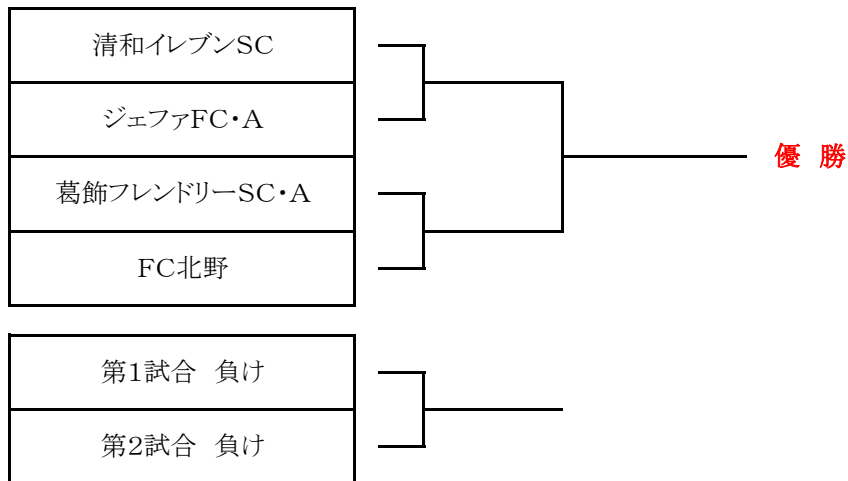 清和イレブンSC
ジェファFC・A
葛飾フレンドリーSC・A
FC北野
優 勝
第1試合 負け
第2試合 負け